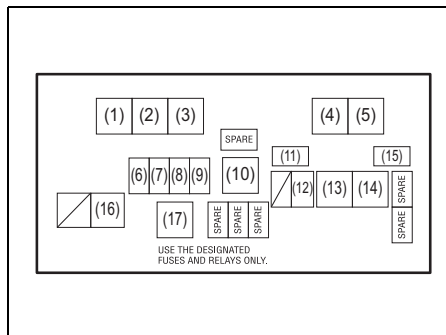 (1) (2) (3) (4) (5)
SPARE
(11) (15)
(6) (7) (8) (9) (10) (12) (13) (14) SPARE
(16) (17) SPARE SPARE SPARE SPARE
USE THE DESIGNATED
FUSES AND RELAYS ONLY.